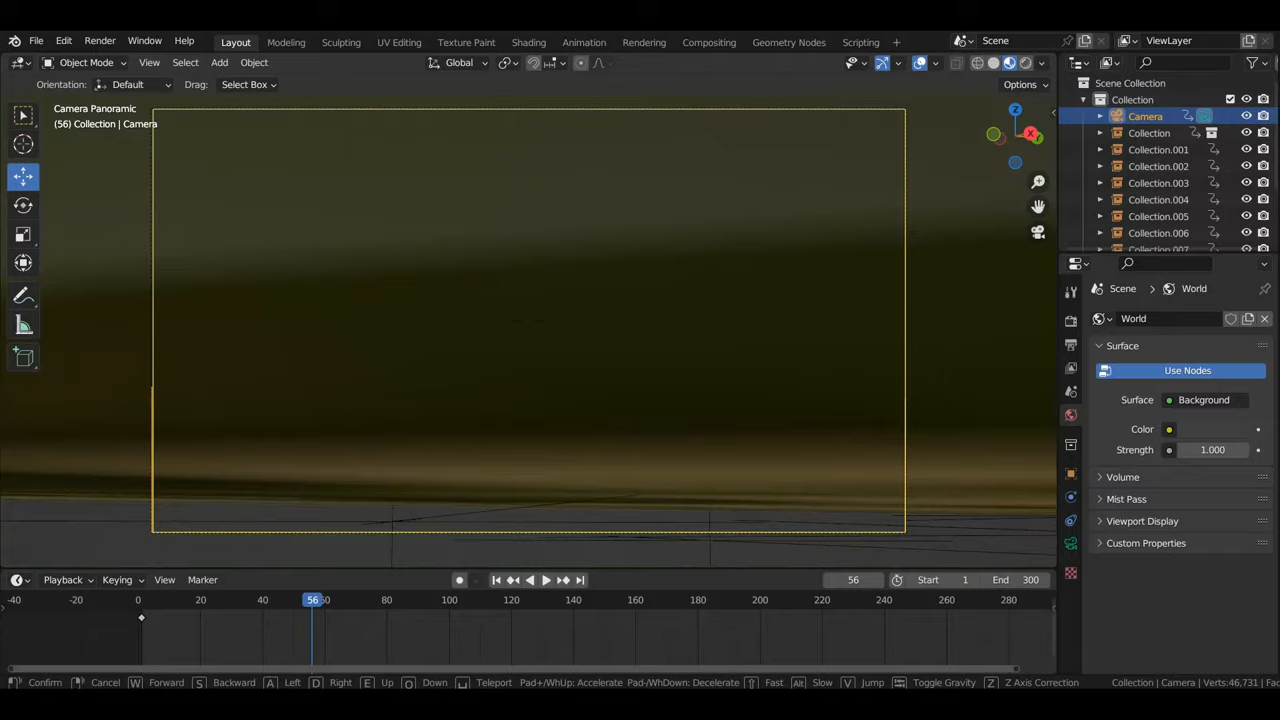 File Edit Render Window Help Layout Modeling Sculpting UV Editing Texture Paint Shading Animation Rendering Compositing Geometry Nodes Scripting + Scene ViewLayer
Object Mode View Select Add Object Global
Orientation: Default Drag: Select Box Options
Camera Panoramic
(56) Collection | Camera
Z
X
Y
Scene Collection
Collection
Camera
Collection
Collection.001
Collection.002
Collection.003
Collection.004
Collection.005
Collection.006
Collection.007
Scene > World
World
Surface
Use Nodes
Surface Background
Color
Strength 1.000
Volume
Mist Pass
Viewport Display
Custom Properties
Playback Keying View Marker 56 Start 1 End 300
-40 -20 0 20 40 56 60 80 100 120 140 160 180 200 220 240 260 280
Confirm Cancel W Forward S Backward A Left D Right E Up Q Down Teleport Pad+/WhUp: Accelerate Pad-/WhDown: Decelerate Fast Alt Slow V Jump Toggle Gravity Z Z Axis Correction Collection | Camera | Verts:46,731 | Fac